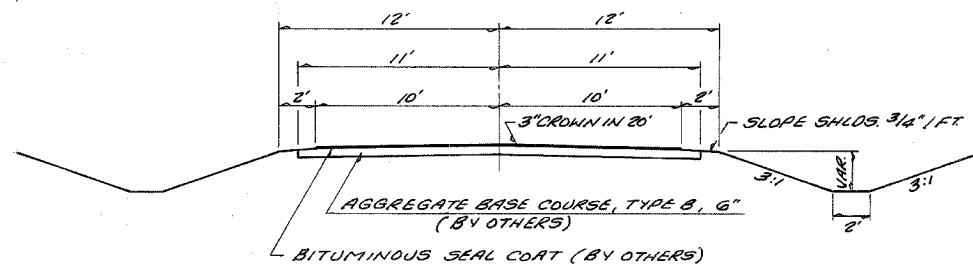 12' 12'
11' 11'
2' 10' 10' 2'
3" CROWN IN 20'
SLOPE SHLDS. 3/4" / FT.
VAR.
3:1 3:1
2'
AGGREGATE BASE COURSE, TYPE B, 6"
(BY OTHERS)
BITUMINOUS SEAL COAT (BY OTHERS)